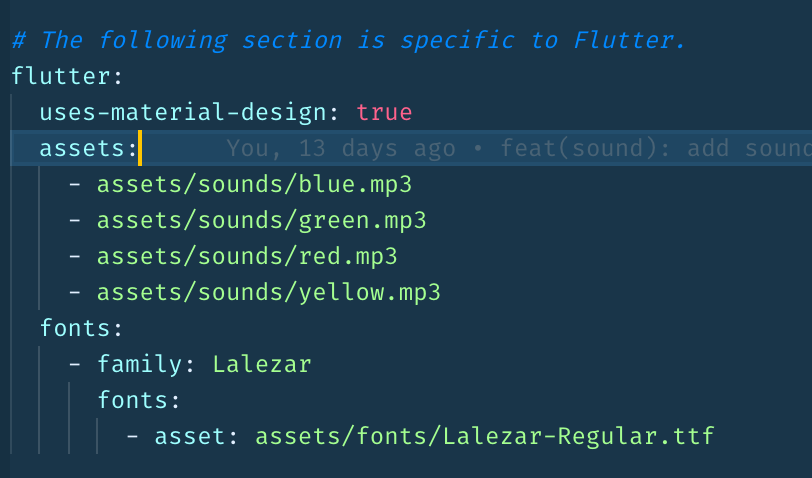 # The following section is specific to Flutter.
flutter:
  uses-material-design: true
  assets: You, 13 days ago • feat(sound): add sound
    - assets/sounds/blue.mp3
    - assets/sounds/green.mp3
    - assets/sounds/red.mp3
    - assets/sounds/yellow.mp3
  fonts:
    - family: Lalezar
      fonts:
        - asset: assets/fonts/Lalezar-Regular.ttf